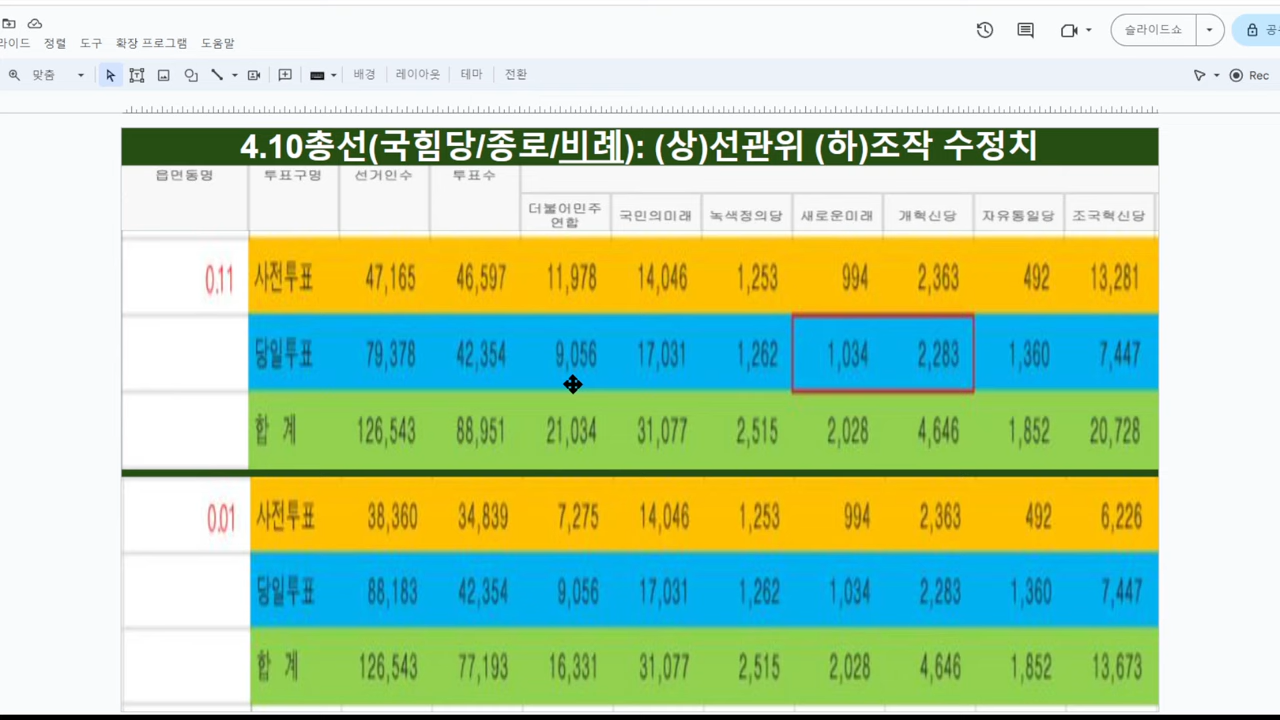 라이드 정렬 도구 확장 프로그램 도움말
슬라이드쇼
맞춤 배경 레이아웃 테마 전환 Rec
4.10총선(국힘당/종로/비례): (상)선관위 (하)조작 수정치
읍면동명 투표구명 선거인수 투표수
더불어민주
연합 국민의미래 녹색정의당 새로운미래 개혁신당 자유통일당 조국혁신당
0.11 사전투표 47,165 46,597 11,978 14,046 1,253 994 2,363 492 13,281
당일투표 79,378 42,354 9,056 17,031 1,262 1,034 2,283 1,360 7,447
합 계 126,543 88,951 21,034 31,077 2,515 2,028 4,646 1,852 20,728
0.01 사전투표 38,360 34,839 7,275 14,046 1,253 994 2,363 492 6,226
당일투표 88,183 42,354 9,056 17,031 1,262 1,034 2,283 1,360 7,447
합 계 126,543 77,193 16,331 31,077 2,515 2,028 4,646 1,852 13,673